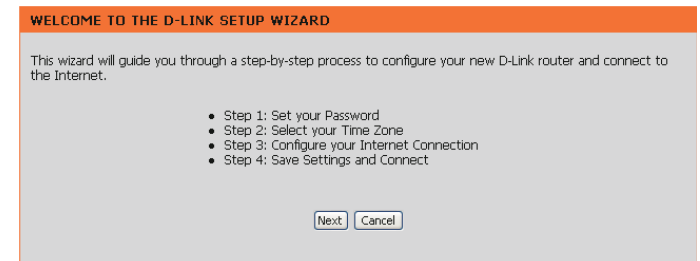 WELCOME TO THE D-LINK SETUP WIZARD
This wizard will guide you through a step-by-step process to configure your new D-Link router and connect to
the Internet.
• Step 1: Set your Password
• Step 2: Select your Time Zone
• Step 3: Configure your Internet Connection
• Step 4: Save Settings and Connect
Next Cancel